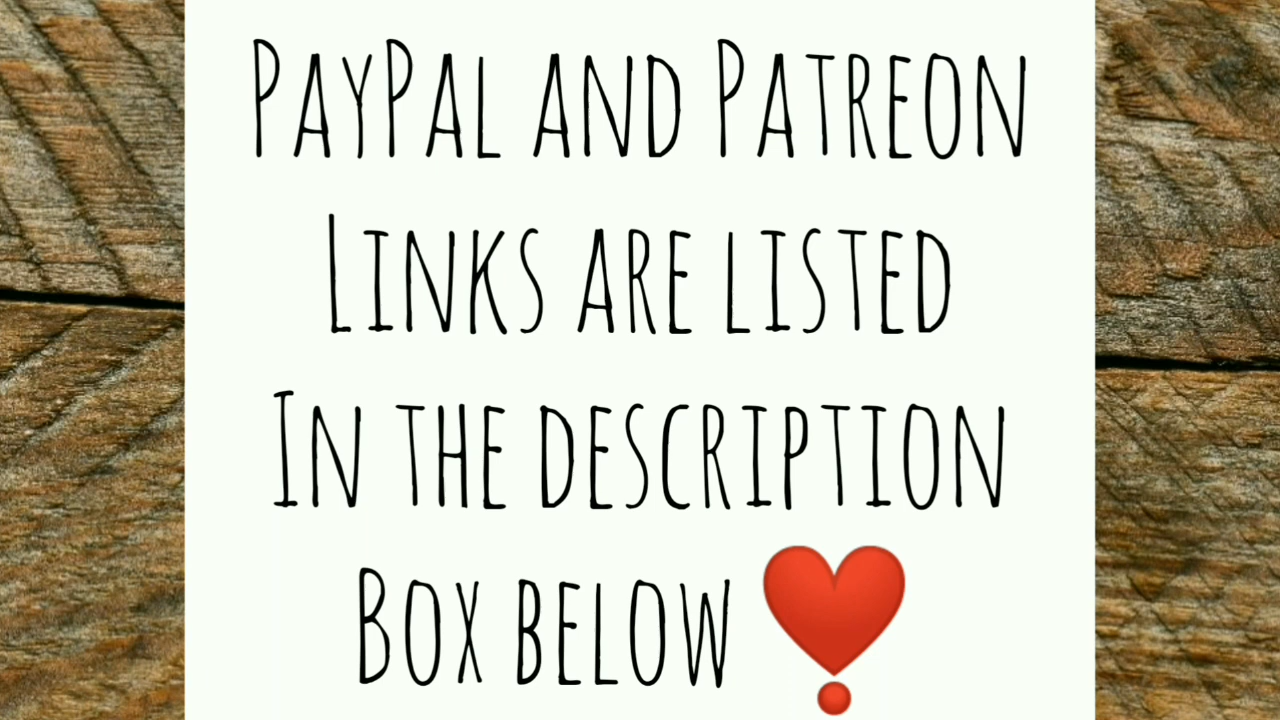 PayPal and Patreon
Links are listed
In the description
Box below ❣